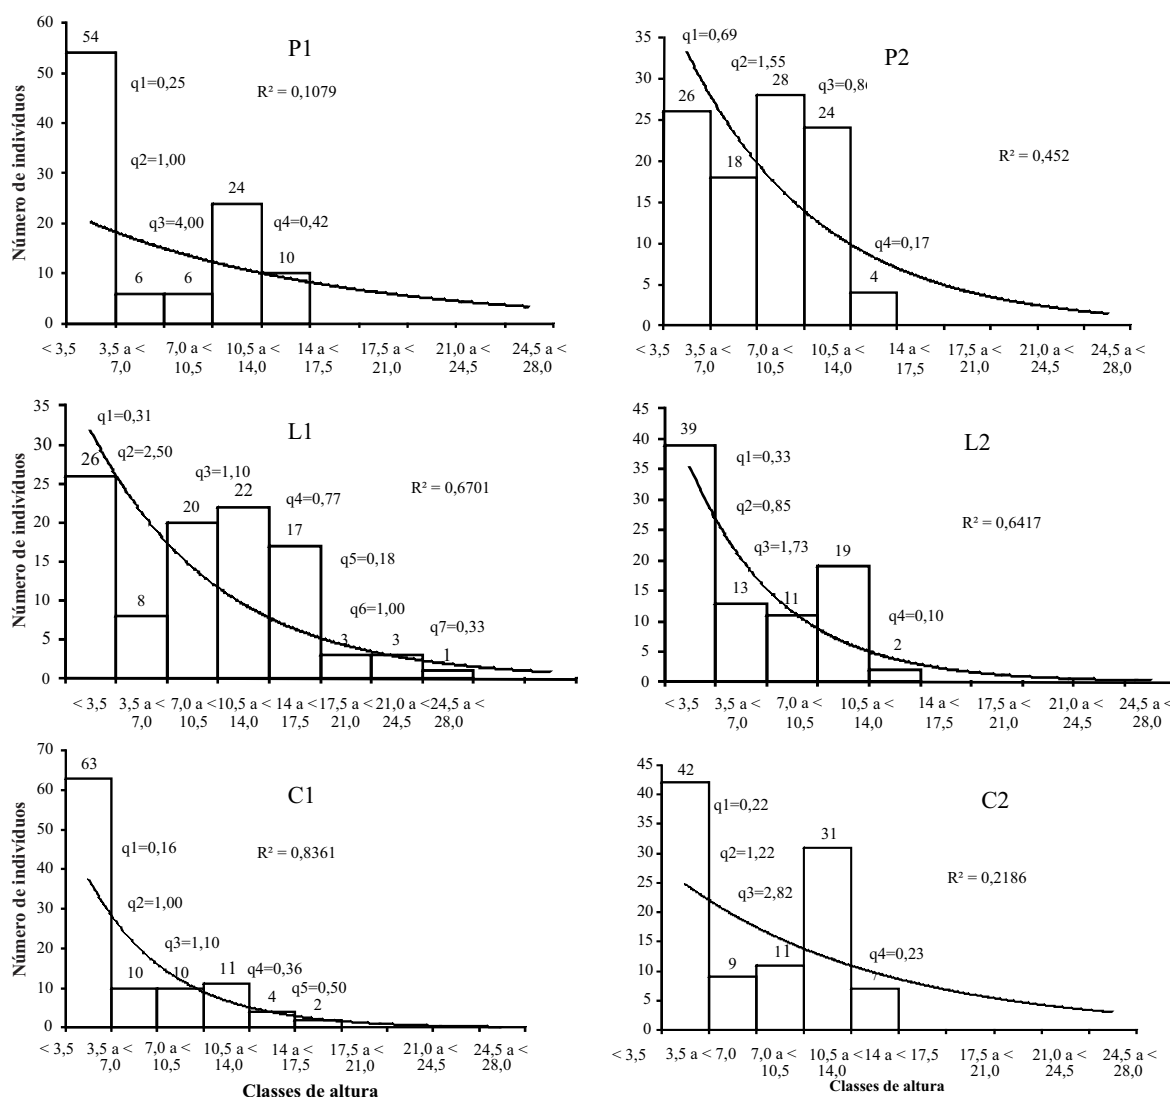 P1
Número de indivíduos
60
50
40
30
20
10
0
54
6
6
24
10
q1=0,25
q2=1,00
q3=4,00
q4=0,42
R² = 0,1079
< 3,5
3,5 a <
7,0
7,0 a <
10,5
10,5 a <
14,0
14 a <
17,5
17,5 a <
21,0
21,0 a <
24,5
24,5 a <
28,0
P2
35
30
25
20
15
10
5
0
26
18
28
24
4
q1=0,69
q2=1,55
q3=0,8
q4=0,17
R² = 0,452
< 3,5
3,5 a <
7,0
7,0 a <
10,5
10,5 a <
14,0
14 a <
17,5
17,5 a <
21,0
21,0 a <
24,5
24,5 a <
28,0
L1
Número de indivíduos
35
30
25
20
15
10
5
0
26
8
20
22
17
3
3
1
q1=0,31
q2=2,50
q3=1,10
q4=0,77
q5=0,18
q6=1,00
q7=0,33
R² = 0,6701
< 3,5
3,5 a <
7,0
7,0 a <
10,5
10,5 a <
14,0
14 a <
17,5
17,5 a <
21,0
21,0 a <
24,5
24,5 a <
28,0
L2
45
40
35
30
25
20
15
10
5
0
39
13
11
19
2
q1=0,33
q2=0,85
q3=1,73
q4=0,10
R² = 0,6417
< 3,5
3,5 a <
7,0
7,0 a <
10,5
10,5 a <
14,0
14 a <
17,5
17,5 a <
21,0
21,0 a <
24,5
24,5 a <
28,0
C1
Número de indivíduos
70
60
50
40
30
20
10
0
63
10
10
11
4
2
q1=0,16
q2=1,00
q3=1,10
q4=0,36
q5=0,50
R² = 0,8361
< 3,5
3,5 a <
7,0
7,0 a <
10,5
10,5 a <
14,0
14 a <
17,5
17,5 a <
21,0
21,0 a <
24,5
24,5 a <
28,0
Classes de altura
C2
45
40
35
30
25
20
15
10
5
0
42
9
11
31
7
q1=0,22
q2=1,22
q3=2,82
q4=0,23
R² = 0,2186
< 3,5
3,5 a < 7,0
7,0 a <
10,5
10,5 a <
14,0
14 a < 17,5
17,5 a <
21,0
21,0 a <
24,5
24,5 a <
28,0
Classes de altura